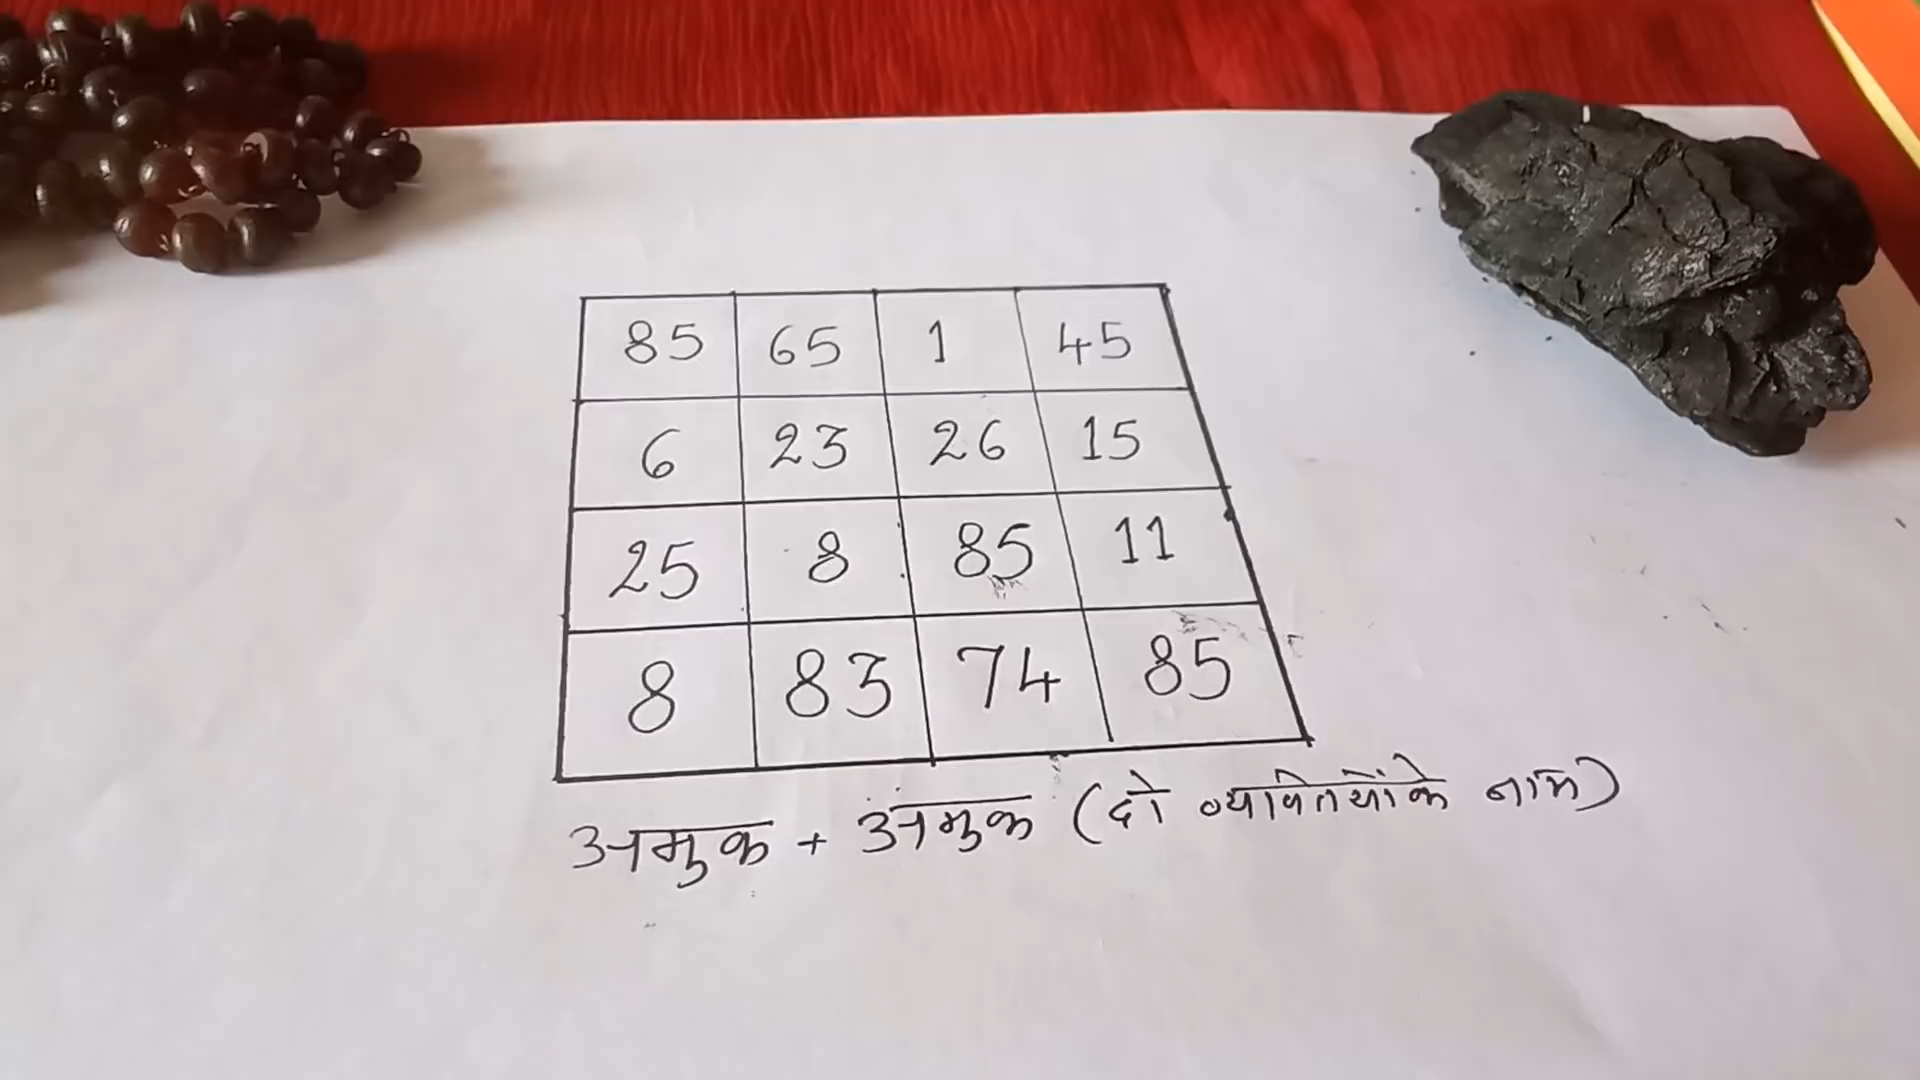 85 65 1 45
6 23 26 15
25 8 85 11
8 83 74 85
अमुक + अमुक (दो व्यक्तियों के नाम)